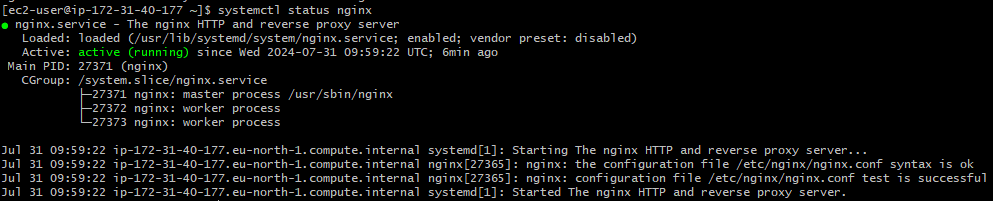 [ec2-user@ip-172-31-40-177 ~]$ systemctl status nginx
● nginx.service - The nginx HTTP and reverse proxy server
   Loaded: loaded (/usr/lib/systemd/system/nginx.service; enabled; vendor preset: disabled)
   Active: active (running) since Wed 2024-07-31 09:59:22 UTC; 6min ago
 Main PID: 27371 (nginx)
   CGroup: /system.slice/nginx.service
           ├─27371 nginx: master process /usr/sbin/nginx
           ├─27372 nginx: worker process
           └─27373 nginx: worker process

Jul 31 09:59:22 ip-172-31-40-177.eu-north-1.compute.internal systemd[1]: Starting The nginx HTTP and reverse proxy server...
Jul 31 09:59:22 ip-172-31-40-177.eu-north-1.compute.internal nginx[27365]: nginx: the configuration file /etc/nginx/nginx.conf syntax is ok
Jul 31 09:59:22 ip-172-31-40-177.eu-north-1.compute.internal nginx[27365]: nginx: configuration file /etc/nginx/nginx.conf test is successful
Jul 31 09:59:22 ip-172-31-40-177.eu-north-1.compute.internal systemd[1]: Started The nginx HTTP and reverse proxy server.